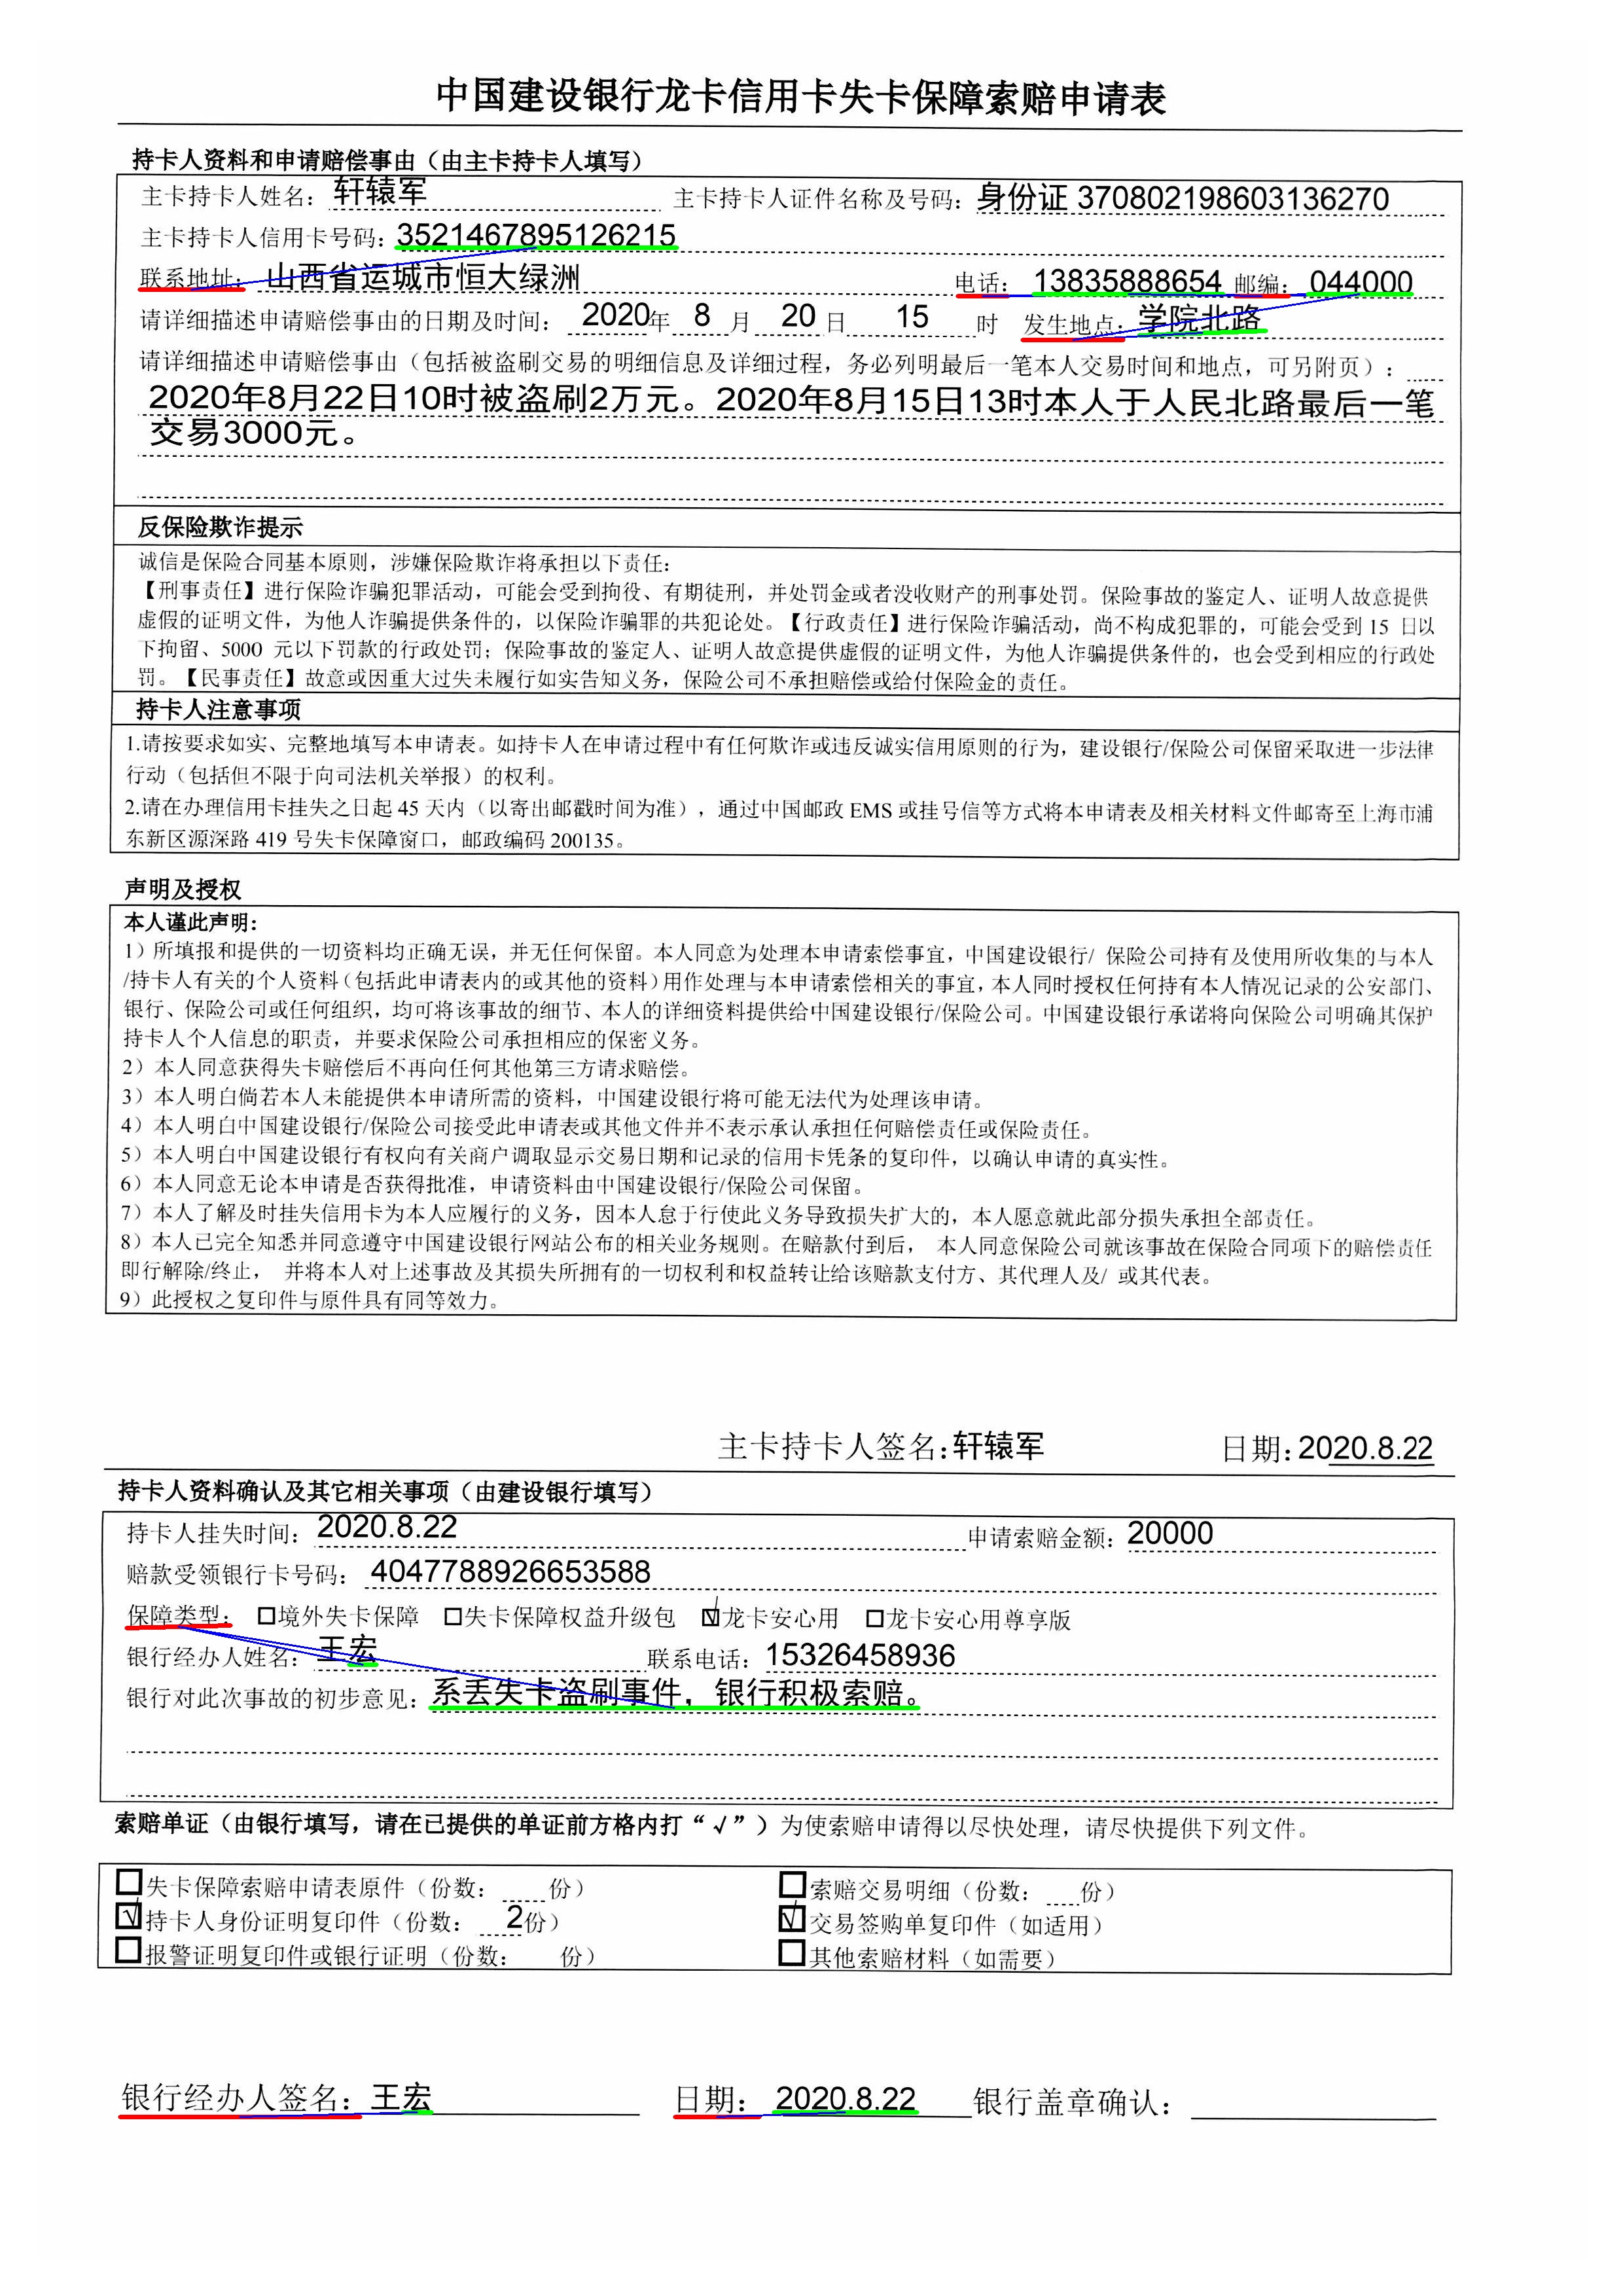 中国建设银行龙卡信用卡失卡保障索赔申请表
持卡人资料和申请赔偿事由（由主卡持卡人填写）
主卡持卡人姓名：轩辕军 主卡持卡人证件名称及号码：身份证 370802198603136270
主卡持卡人信用卡号码：3521467895126215
联系地址：山西省运城市恒大绿洲 电话：13835888654 邮编：044000
请详细描述申请赔偿事由的日期及时间：2020年 8 月 20 日 15 时 发生地点：学院北路
请详细描述申请赔偿事由（包括被盗刷交易的明细信息及详细过程，务必列明最后一笔本人交易时间和地点，可另附页）：
2020年8月22日10时被盗刷2万元。2020年8月15日13时本人于人民北路最后一笔
交易3000元。
反保险欺诈提示
诚信是保险合同基本原则，涉嫌保险欺诈将承担以下责任：
【刑事责任】进行保险诈骗犯罪活动，可能会受到拘役、有期徒刑，并处罚金或者没收财产的刑事处罚。保险事故的鉴定人、证明人故意提供
虚假的证明文件，为他人诈骗提供条件的，以保险诈骗罪的共犯论处。【行政责任】进行保险诈骗活动，尚不构成犯罪的，可能会受到 15 日以
下拘留、5000 元以下罚款的行政处罚；保险事故的鉴定人、证明人故意提供虚假的证明文件，为他人诈骗提供条件的，也会受到相应的行政处
罚。【民事责任】故意或因重大过失未履行如实告知义务，保险公司不承担赔偿或给付保险金的责任。
持卡人注意事项
1.请按要求如实、完整地填写本申请表。如持卡人在申请过程中有任何欺诈或违反诚实信用原则的行为，建设银行/保险公司保留采取进一步法律
行动（包括但不限于向司法机关举报）的权利。
2.请在办理信用卡挂失之日起 45 天内（以寄出邮戳时间为准），通过中国邮政 EMS 或挂号信等方式将本申请表及相关材料文件邮寄至上海市浦
东新区源深路 419 号失卡保障窗口，邮政编码 200135。
声明及授权
本人谨此声明：
1）所填报和提供的一切资料均正确无误，并无任何保留。本人同意为处理本申请索偿事宜，中国建设银行/ 保险公司持有及使用所收集的与本人
/持卡人有关的个人资料（包括此申请表内的或其他的资料）用作处理与本申请索偿相关的事宜，本人同时授权任何持有本人情况记录的公安部门、
银行、保险公司或任何组织，均可将该事故的细节、本人的详细资料提供给中国建设银行/保险公司。中国建设银行承诺将向保险公司明确其保护
持卡人个人信息的职责，并要求保险公司承担相应的保密义务。
2）本人同意获得失卡赔偿后不再向任何其他第三方请求赔偿。
3）本人明白倘若本人未能提供本申请所需的资料，中国建设银行将可能无法代为处理该申请。
4）本人明白中国建设银行/保险公司接受此申请表或其他文件并不表示承认承担任何赔偿责任或保险责任。
5）本人明白中国建设银行有权向有关商户调取显示交易日期和记录的信用卡凭条的复印件，以确认申请的真实性。
6）本人同意无论本申请是否获得批准，申请资料由中国建设银行/保险公司保留。
7）本人了解及时挂失信用卡为本人应履行的义务，因本人怠于行使此义务导致损失扩大的，本人愿意就此部分损失承担全部责任。
8）本人已完全知悉并同意遵守中国建设银行网站公布的相关业务规则。在赔款付到后， 本人同意保险公司就该事故在保险合同项下的赔偿责任
即行解除/终止， 并将本人对上述事故及其损失所拥有的一切权利和权益转让给该赔款支付方、其代理人及/ 或其代表。
9）此授权之复印件与原件具有同等效力。
主卡持卡人签名：轩辕军 日期：2020.8.22
持卡人资料确认及其它相关事项（由建设银行填写）
持卡人挂失时间：2020.8.22 申请索赔金额：20000
赔款受领银行卡号码：4047788926653588
保障类型： □境外失卡保障 □失卡保障权益升级包 ☑龙卡安心用 □龙卡安心用尊享版
银行经办人姓名：王宏 联系电话：15326458936
银行对此次事故的初步意见：系丢失卡盗刷事件，银行积极索赔。
索赔单证（由银行填写，请在已提供的单证前方格内打“√”）为使索赔申请得以尽快处理，请尽快提供下列文件。
□失卡保障索赔申请表原件（份数： 份） □索赔交易明细（份数： 份）
☑持卡人身份证明复印件（份数： 2份） ☑交易签购单复印件（如适用）
□报警证明复印件或银行证明（份数： 份） □其他索赔材料（如需要）
银行经办人签名：王宏 日期：2020.8.22 银行盖章确认：